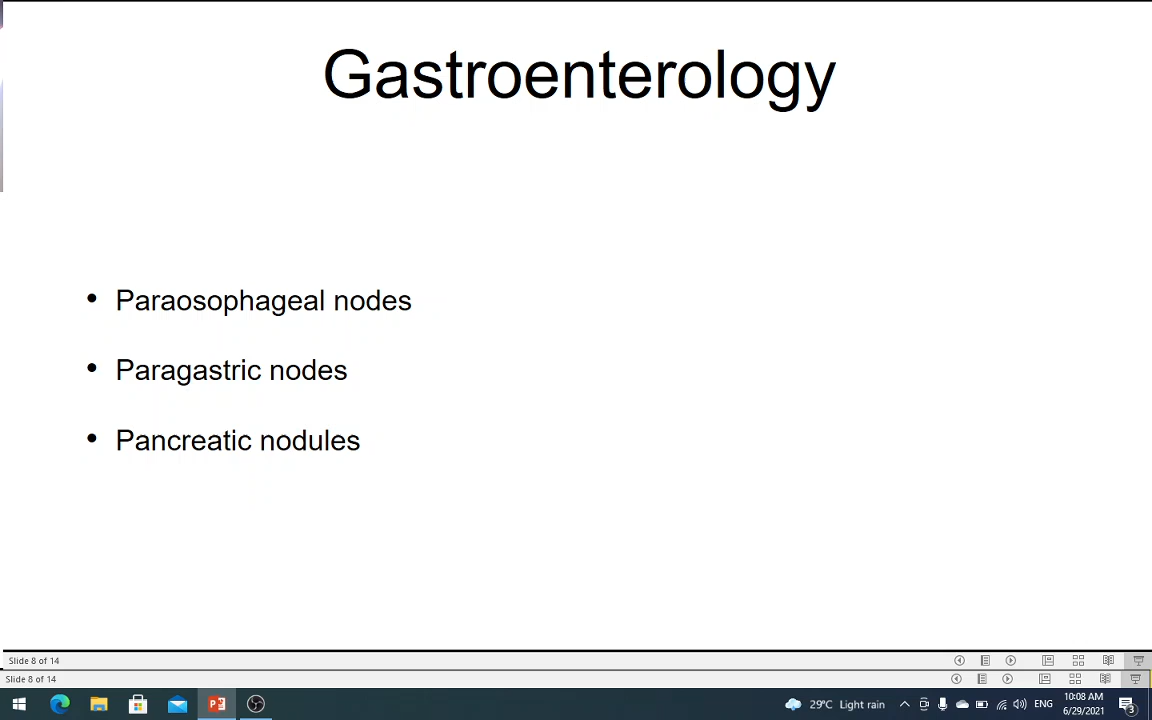 Gastroenterology
• Paraosophageal nodes
• Paragastric nodes
• Pancreatic nodules
Slide 8 of 14
Slide 8 of 14
29°C Light rain
ENG
10:08 AM
6/29/2021
3